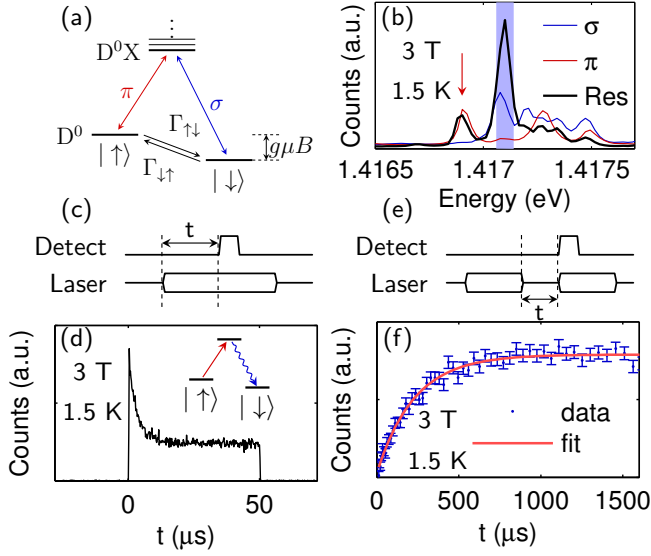 (a)
D⁰X
π
σ
D⁰
Γ↑↓
gμB
|↑⟩
Γ↓↑
|↓⟩
(b)
Counts (a.u.)
3 T
1.5 K
σ
π
Res
1.4165
1.417
1.4175
Energy (eV)
(c)
t
Detect
Laser
(e)
Detect
Laser
t
(d)
Counts (a.u.)
3 T
1.5 K
|↑⟩
|↓⟩
0
50
t (μs)
(f)
Counts (a.u.)
3 T
1.5 K
data
fit
0
500
1000
1500
t (μs)